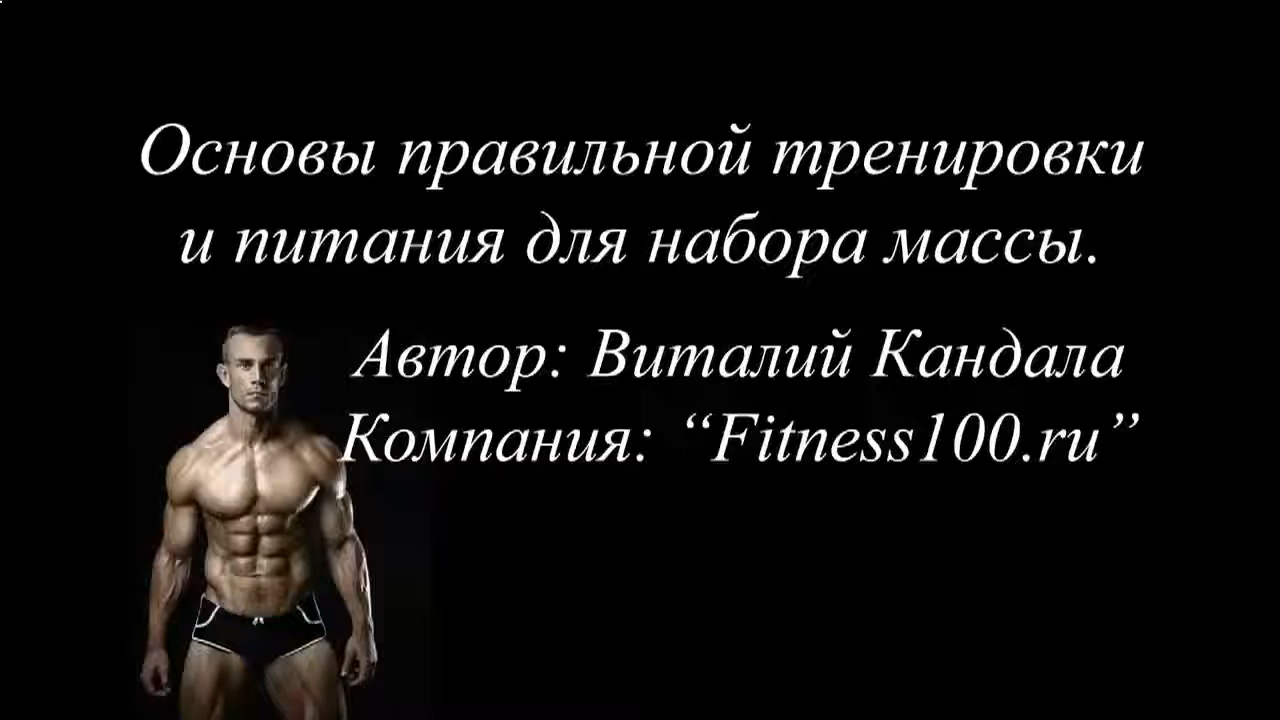 Основы правильной тренировки
и питания для набора массы.
Автор: Виталий Кандала
Компания: “Fitness100.ru”